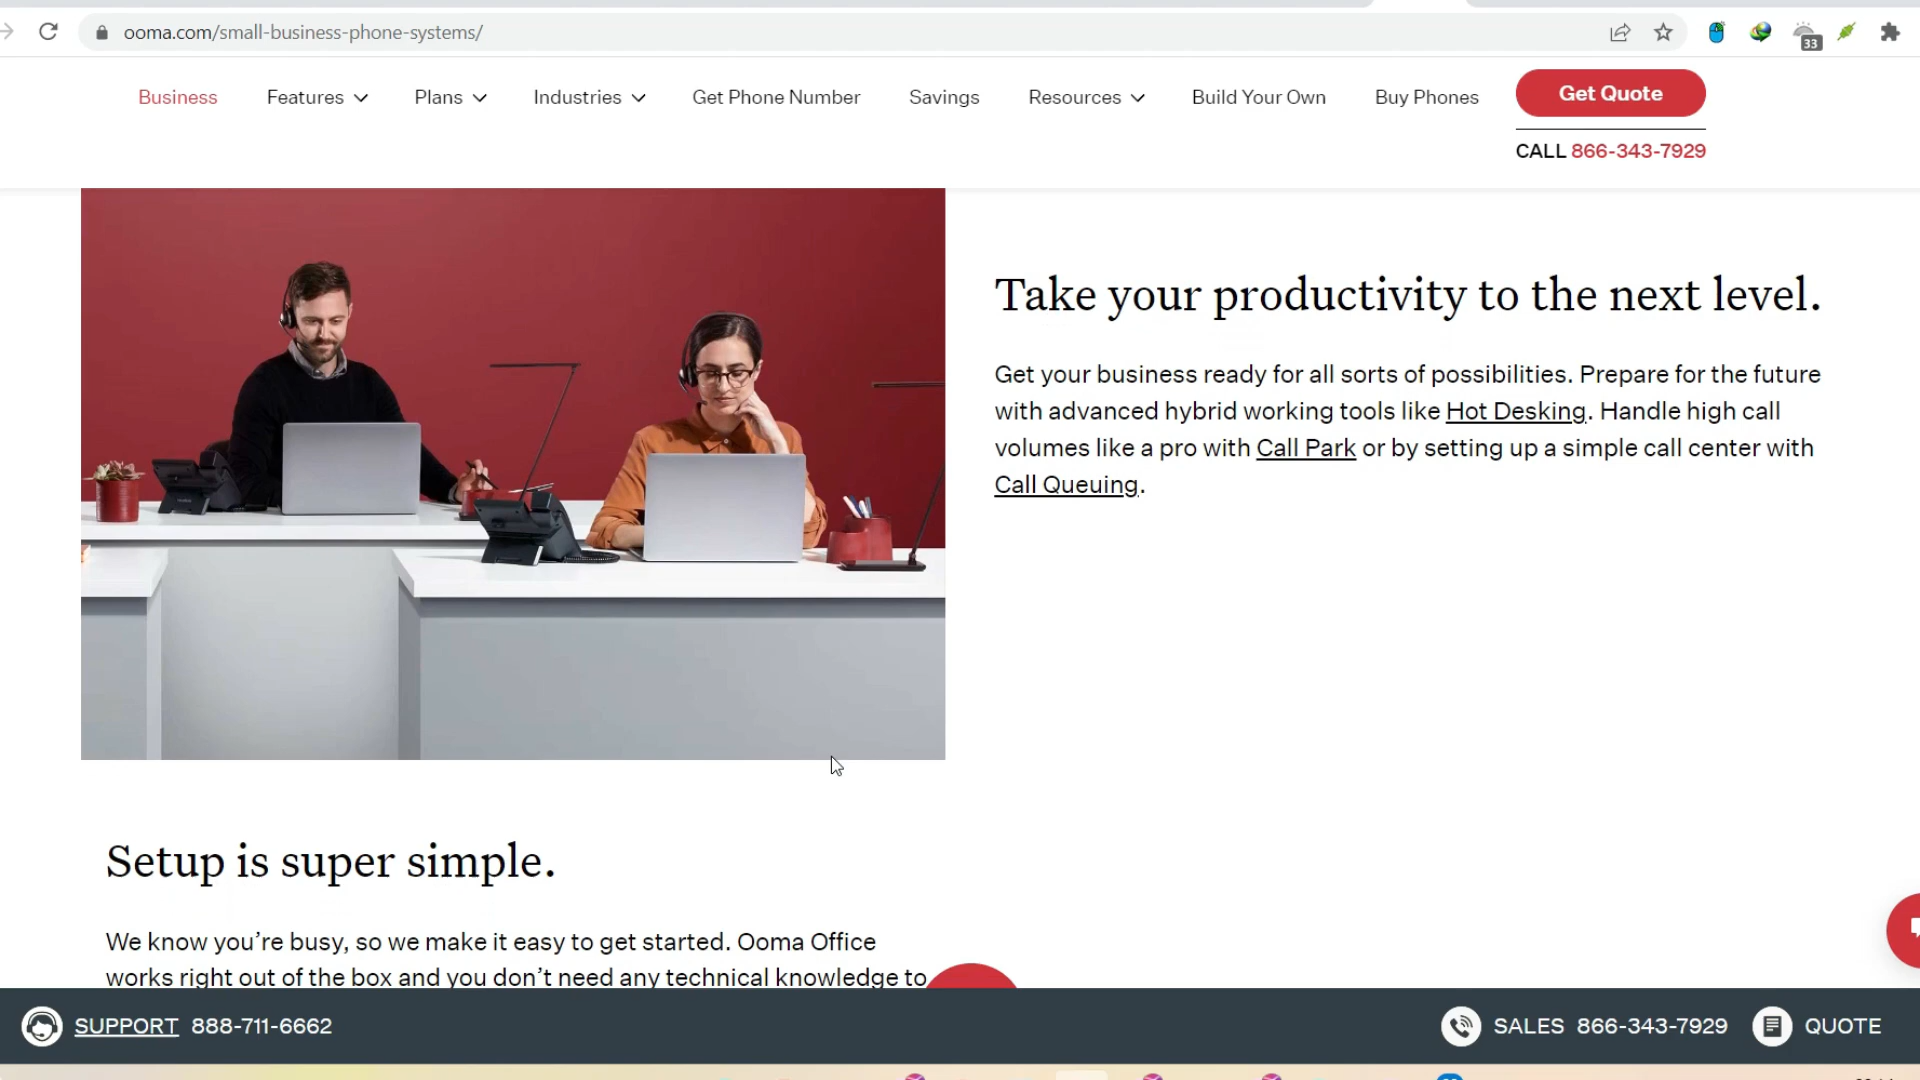 ooma.com/small-business-phone-systems/
33
Business Features Plans Industries Get Phone Number Savings Resources Build Your Own Buy Phones Get Quote
CALL 866-343-7929
Take your productivity to the next level.
Get your business ready for all sorts of possibilities. Prepare for the future
with advanced hybrid working tools like Hot Desking. Handle high call
volumes like a pro with Call Park or by setting up a simple call center with
Call Queuing.
Setup is super simple.
We know you’re busy, so we make it easy to get started. Ooma Office
works right out of the box and you don’t need any technical knowledge to
SUPPORT 888-711-6662
SALES 866-343-7929 QUOTE